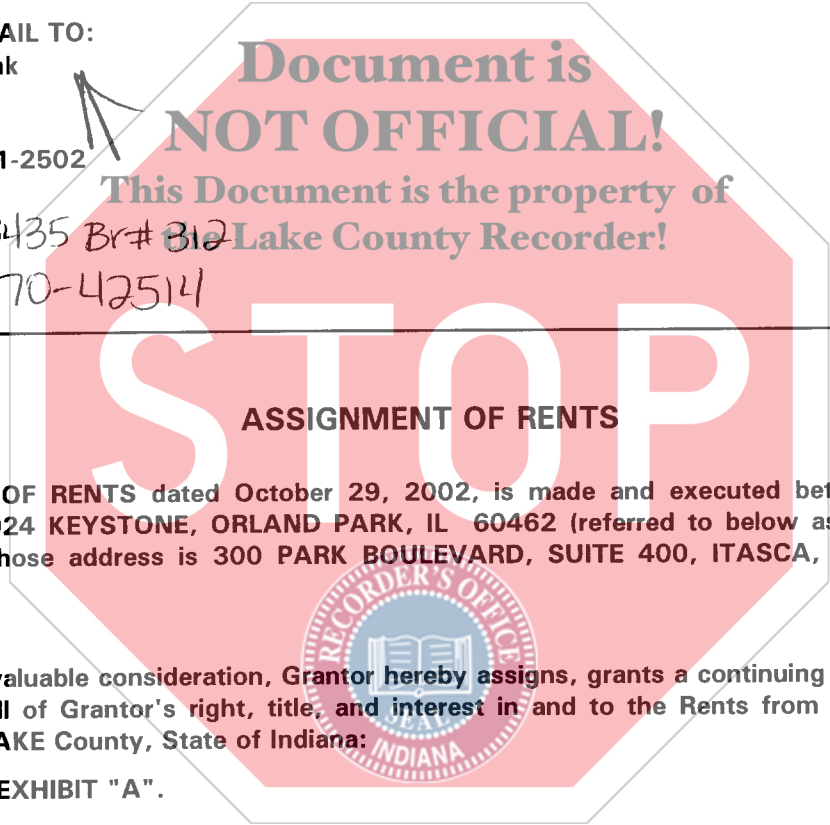 AIL TO:
nk
Document is
NOT OFFICIAL!
1-2502
This Document is the property of
435 Br# 312
the Lake County Recorder!
70-42514
STOP
ASSIGNMENT OF RENTS
OF RENTS dated October 29, 2002, is made and executed bet
24 KEYSTONE, ORLAND PARK, IL 60462 (referred to below as
hose address is 300 PARK BOULEVARD, SUITE 400, ITASCA,
RECORDER'S OFFICE
valuable consideration, Grantor hereby assigns, grants a continuing
ll of Grantor's right, title, and interest in and to the Rents from
SEAL
AKE County, State of Indiana:
INDIANA
EXHIBIT "A".